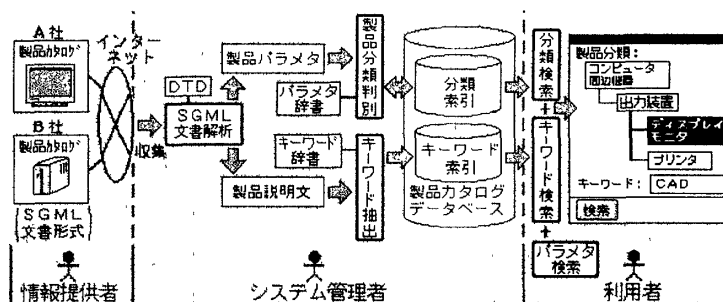 A社
製品カタログ
B社
製品カタログ
(SGML
文書形式)
情報提供者
インター
ネット
収集
DTD
SGML
文書解析
製品パラメタ
パラメタ
辞書
製品分類判別
キーワード
辞書
製品説明文
キーワード抽出
分類
索引
キーワード
索引
製品カタログ
データベース
システム管理者
分類検索
+
キーワード検索
+
パラメタ
検索
製品分類:
コンピュータ
周辺機器
出力装置
ディスプレイ
モニタ
プリンタ
キーワード: CAD
検索
利用者